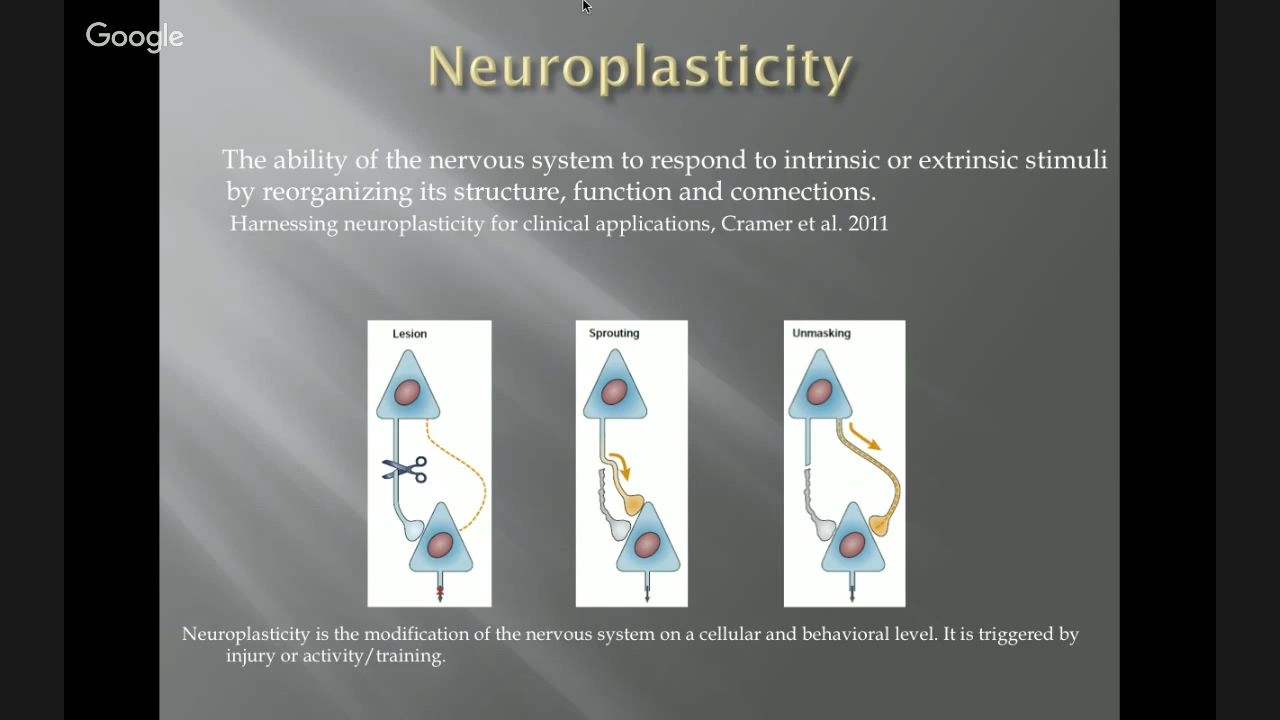 Google
Neuroplasticity
The ability of the nervous system to respond to intrinsic or extrinsic stimuli
by reorganizing its structure, function and connections.
Harnessing neuroplasticity for clinical applications, Cramer et al. 2011
Lesion
Sprouting
Unmasking
Neuroplasticity is the modification of the nervous system on a cellular and behavioral level. It is triggered by
injury or activity/training.